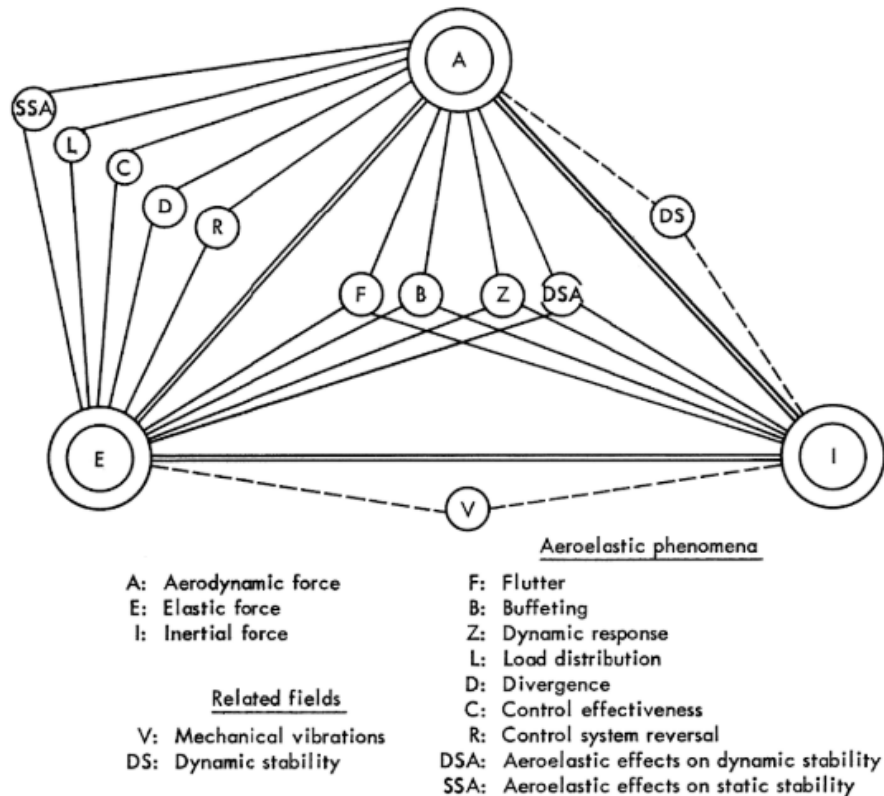 A
SSA
L
C
D
R
DS
F
B
Z
DSA
E
I
V
Aeroelastic phenomena
A: Aerodynamic force
E: Elastic force
I: Inertial force
Related fields
V: Mechanical vibrations
DS: Dynamic stability
F: Flutter
B: Buffeting
Z: Dynamic response
L: Load distribution
D: Divergence
C: Control effectiveness
R: Control system reversal
DSA: Aeroelastic effects on dynamic stability
SSA: Aeroelastic effects on static stability